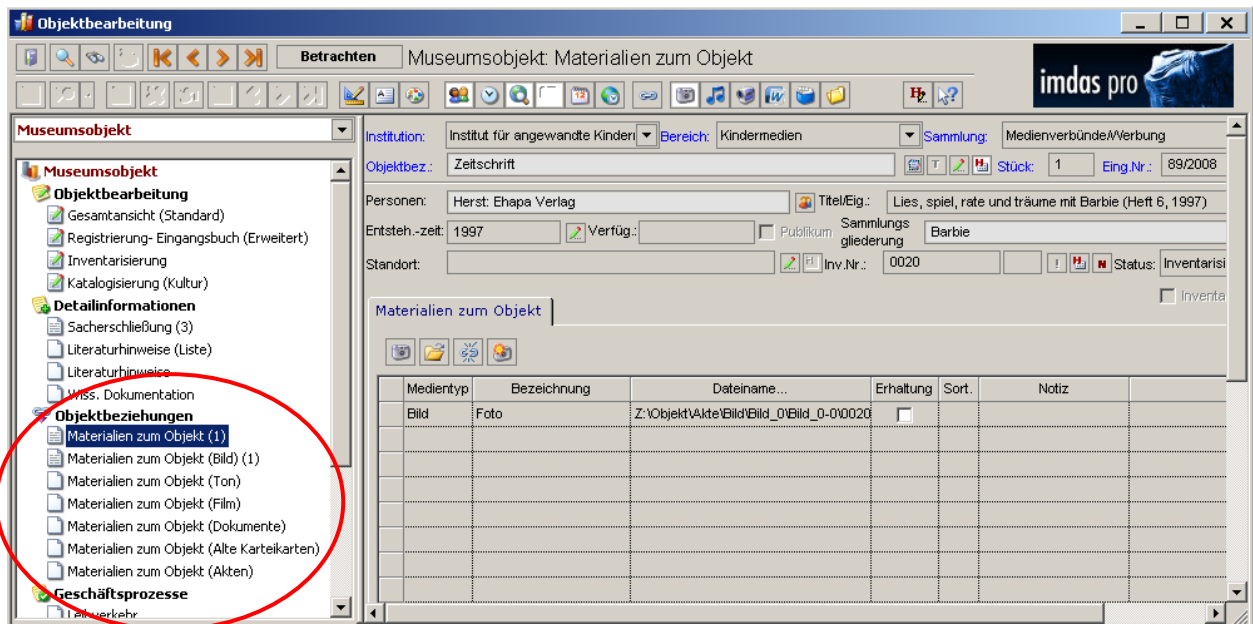 Objektbearbeitung
Betrachten Museumsobjekt: Materialien zum Objekt
imdas pro
Museumsobjekt
Museumsobjekt
Objektbearbeitung
Gesamtansicht (Standard)
Registrierung- Eingangsbuch (Erweitert)
Inventarisierung
Katalogisierung (Kultur)
Detailinformationen
Sacherschließung (3)
Literaturhinweise (Liste)
Literaturhinweise
Wiss. Dokumentation
Objektbeziehungen
Materialien zum Objekt (1)
Materialien zum Objekt (Bild) (1)
Materialien zum Objekt (Ton)
Materialien zum Objekt (Film)
Materialien zum Objekt (Dokumente)
Materialien zum Objekt (Alte Karteikarten)
Materialien zum Objekt (Akten)
Geschäftsprozesse
Leihverkehr
Institution: Institut für angewandte Kindern Bereich: Kindermedien Sammlung: Medienverbünde/Werbung
Objektbez.: Zeitschrift Stück: 1 Eing.Nr.: 89/2008
Personen: Herst: Ehapa Verlag Titel/Eig.: Lies, spiel, rate und träume mit Barbie (Heft 6, 1997)
Entsteh.-zeit: 1997 Verfüg.: Publikum Sammlungs gliederung Barbie
Standort: Inv.Nr.: 0020 Status: Inventarisi
Inventa
Materialien zum Objekt
Medientyp Bezeichnung Dateiname... Erhaltung Sort. Notiz
Bild Foto Z:\Objekt\Akte\Bild\Bild_0\Bild_0-0\0020